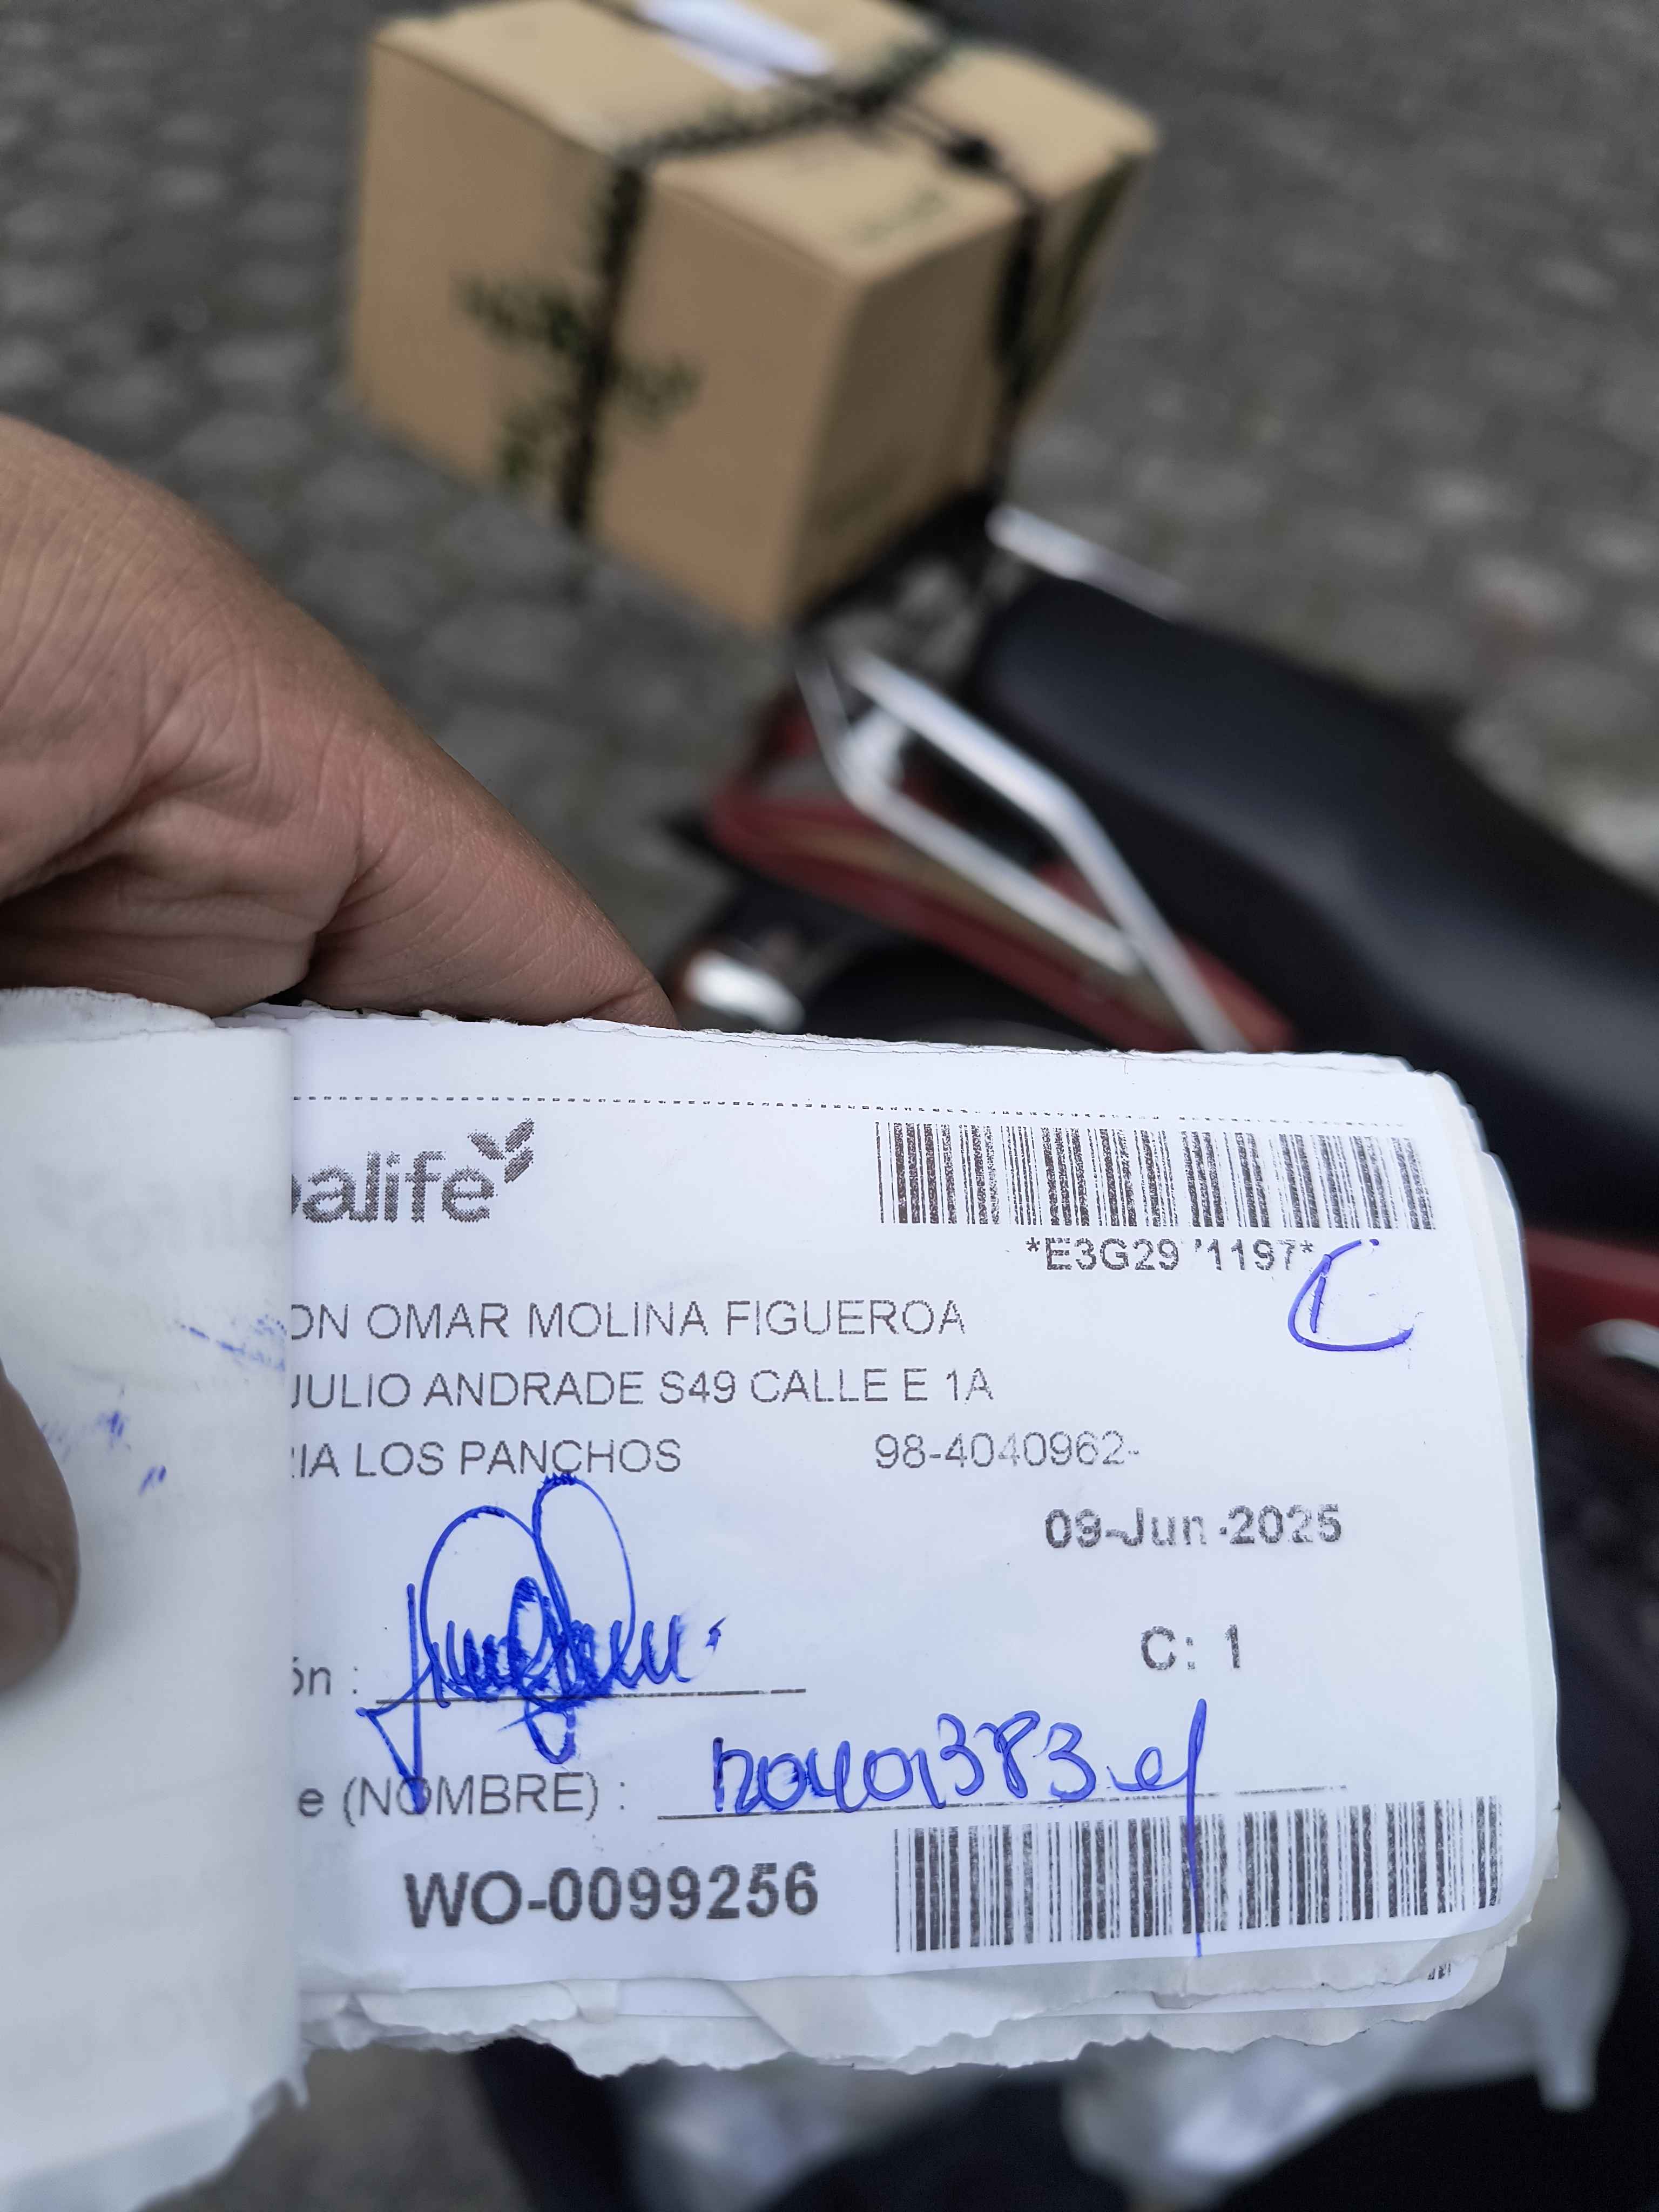 alife
*E3G29 '1197*
ON OMAR MOLINA FIGUEROA
JULIO ANDRADE S49 CALLE E 1A
RIA LOS PANCHOS 98-4040962-
09-Jun-2025
C: 1
ón :
e (NOMBRE) :
WO-0099256